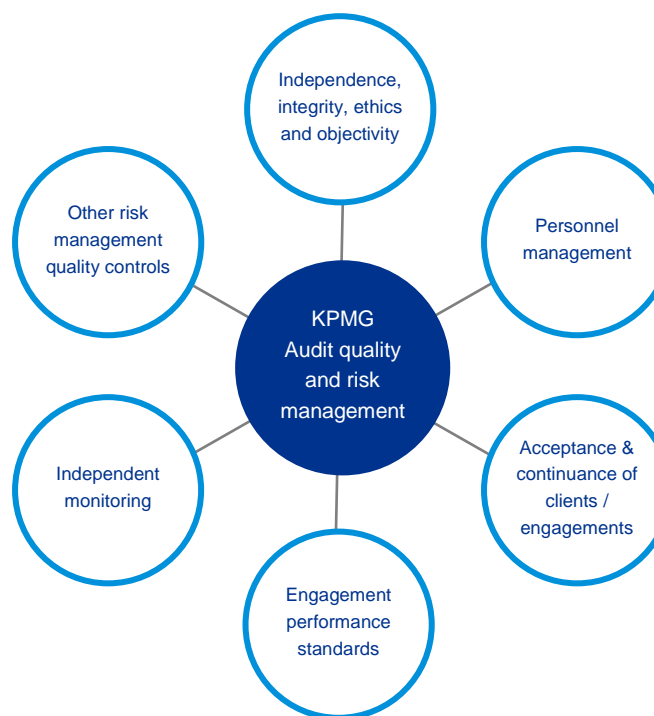 Independence,
integrity, ethics
and objectivity
Other risk
management
quality controls
Personnel
management
KPMG
Audit quality
and risk
management
Independent
monitoring
Acceptance &
continuance of
clients /
engagements
Engagement
performance
standards